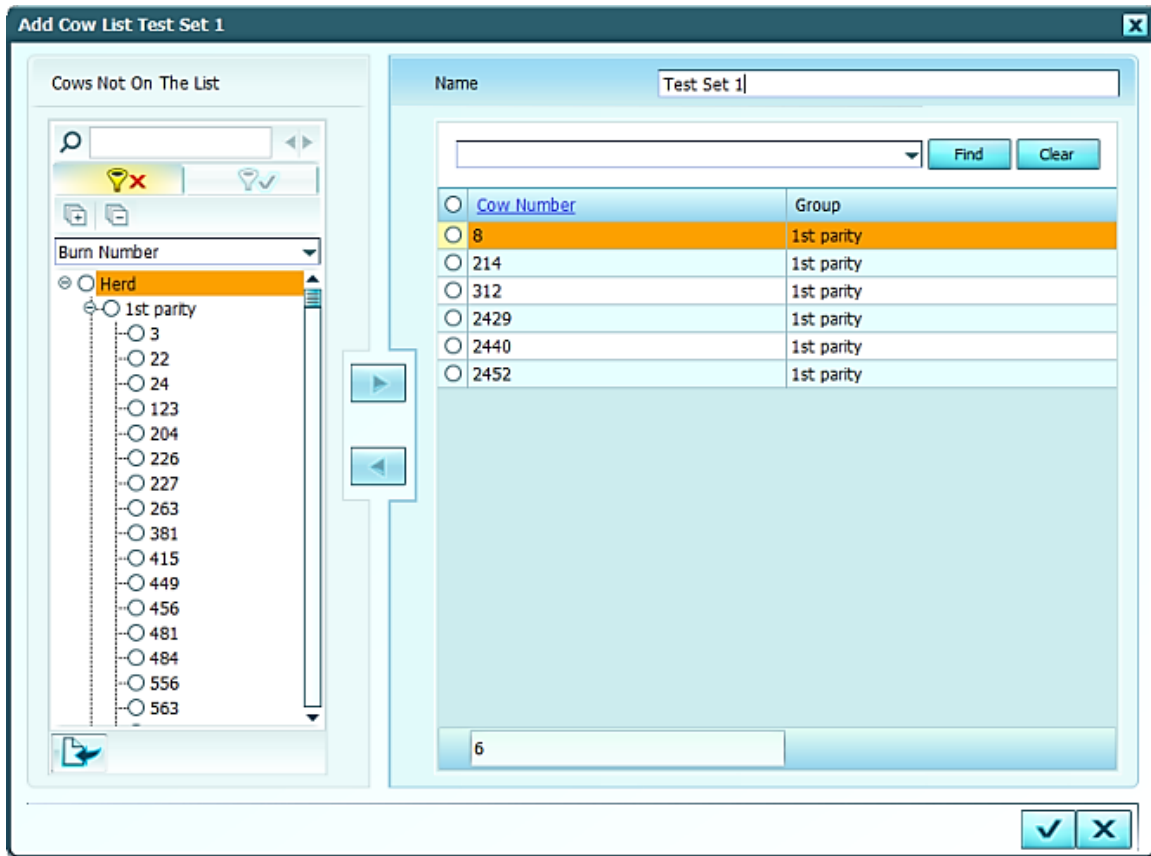 Add Cow List Test Set 1
Cows Not On The List
Burn Number
Herd
1st parity
3
22
24
123
204
226
227
263
381
415
449
456
481
484
556
563
Name Test Set 1
Find Clear
Cow Number Group
8 1st parity
214 1st parity
312 1st parity
2429 1st parity
2440 1st parity
2452 1st parity
6